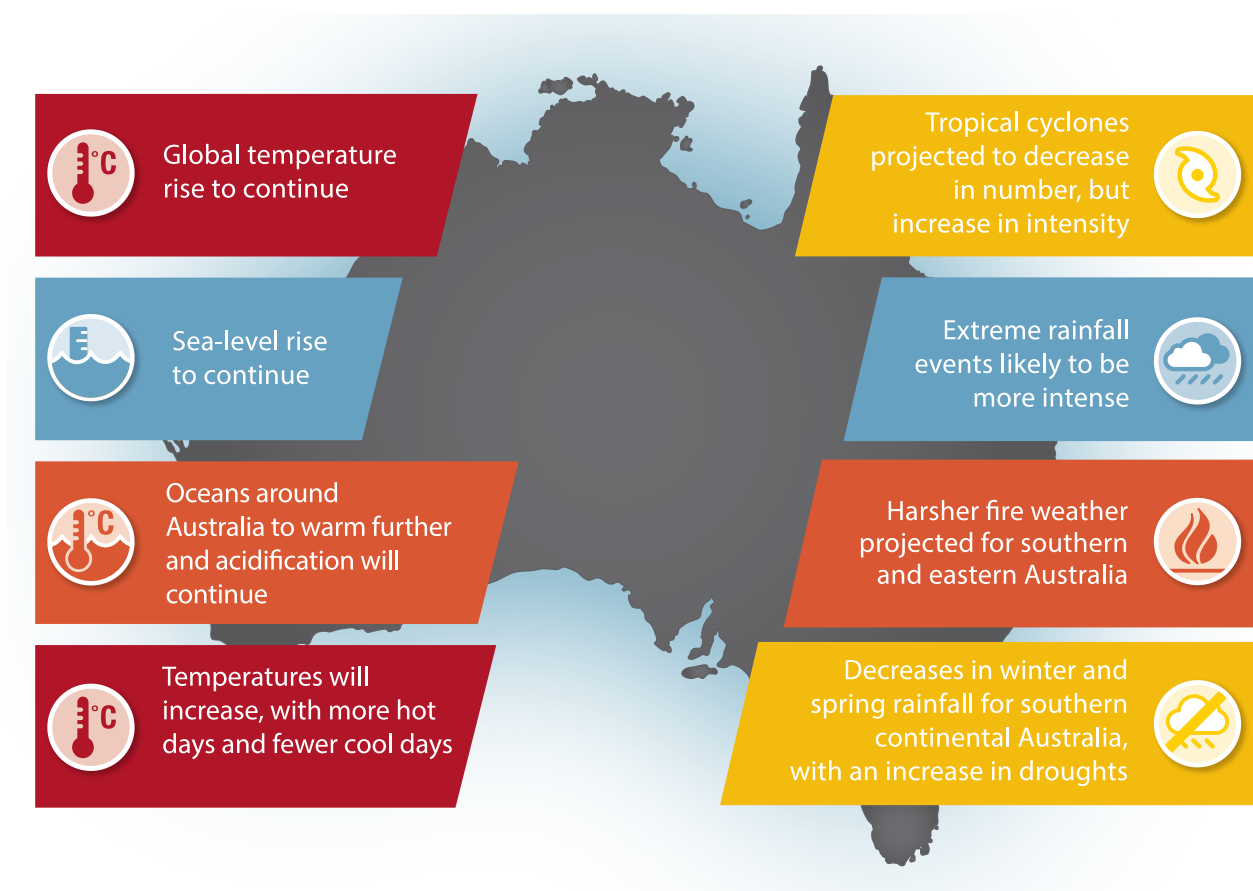 °C
Global temperature
rise to continue
Sea-level rise
to continue
°C
Oceans around
Australia to warm further
and acidification will
continue
°C
Temperatures will
increase, with more hot
days and fewer cool days
Tropical cyclones
projected to decrease
in number, but
increase in intensity
Extreme rainfall
events likely to be
more intense
Harsher fire weather
projected for southern
and eastern Australia
Decreases in winter and
spring rainfall for southern
continental Australia,
with an increase in droughts